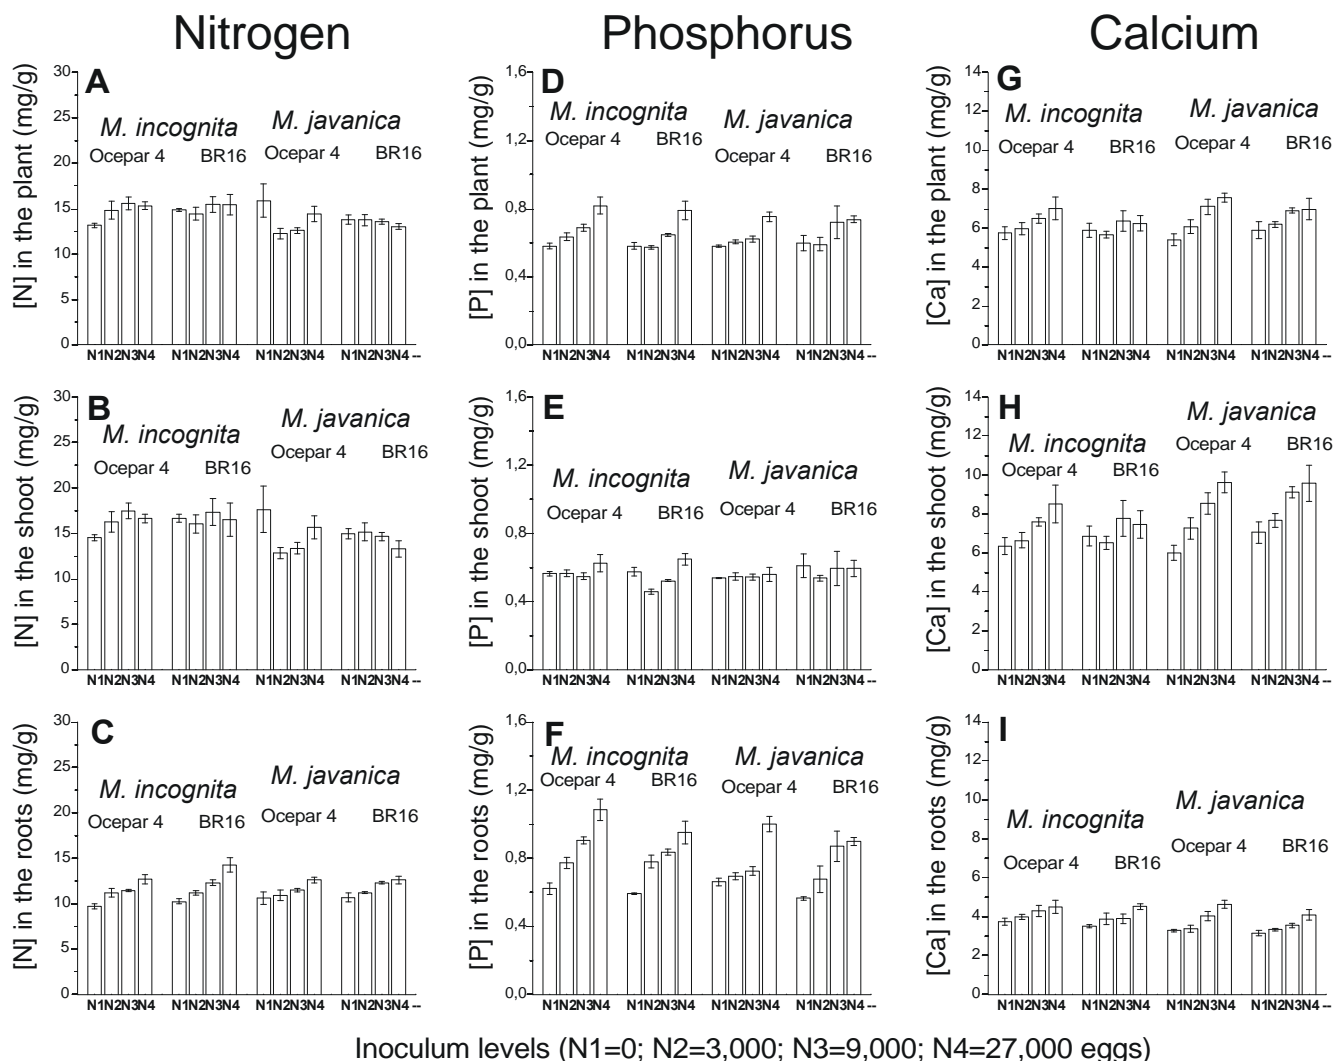 Nitrogen
Phosphorus
Calcium
A
[N] in the plant (mg/g)
30
25
20
15
10
5
0
M. incognita
M. javanica
Ocepar 4
BR16
Ocepar 4
BR16
N1N2N3N4 N1N2N3N4 N1N2N3N4 N1N2N3N4 --
D
[P] in the plant (mg/g)
1,6
1,2
0,8
0,4
0,0
M. incognita
M. javanica
Ocepar 4
BR16
Ocepar 4
BR16
N1N2N3N4 N1N2N3N4 N1N2N3N4 N1N2N3N4 --
G
[Ca] in the plant (mg/g)
14
12
10
8
6
4
2
0
M. incognita
M. javanica
Ocepar 4
BR16
Ocepar 4
BR16
N1N2N3N4 N1N2N3N4 N1N2N3N4 N1N2N3N4 --
B
[N] in the shoot (mg/g)
30
25
20
15
10
5
0
M. incognita
M. javanica
Ocepar 4
BR16
Ocepar 4
BR16
N1N2N3N4 N1N2N3N4 N1N2N3N4 N1N2N3N4 --
E
[P] in the shoot (mg/g)
1,6
1,2
0,8
0,4
0,0
M. incognita
M. javanica
Ocepar 4
BR16
Ocepar 4
BR16
N1N2N3N4 N1N2N3N4 N1N2N3N4 N1N2N3N4 --
H
[Ca] in the shoot (mg/g)
14
12
10
8
6
4
2
0
M. incognita
M. javanica
Ocepar 4
BR16
Ocepar 4
BR16
N1N2N3N4 N1N2N3N4 N1N2N3N4 N1N2N3N4 --
C
[N] in the roots (mg/g)
30
25
20
15
10
5
0
M. incognita
M. javanica
Ocepar 4
BR16
Ocepar 4
BR16
N1N2N3N4 N1N2N3N4 N1N2N3N4 N1N2N3N4 --
F
[P] in the roots (mg/g)
1,6
1,2
0,8
0,4
0,0
M. incognita
M. javanica
Ocepar 4
BR16
Ocepar 4
BR16
N1N2N3N4 N1N2N3N4 N1N2N3N4 N1N2N3N4 --
I
[Ca] in the roots (mg/g)
14
12
10
8
6
4
2
0
M. incognita
M. javanica
Ocepar 4
BR16
Ocepar 4
BR16
N1N2N3N4 N1N2N3N4 N1N2N3N4 N1N2N3N4 --
Inoculum levels (N1=0; N2=3,000; N3=9,000; N4=27,000 eggs)